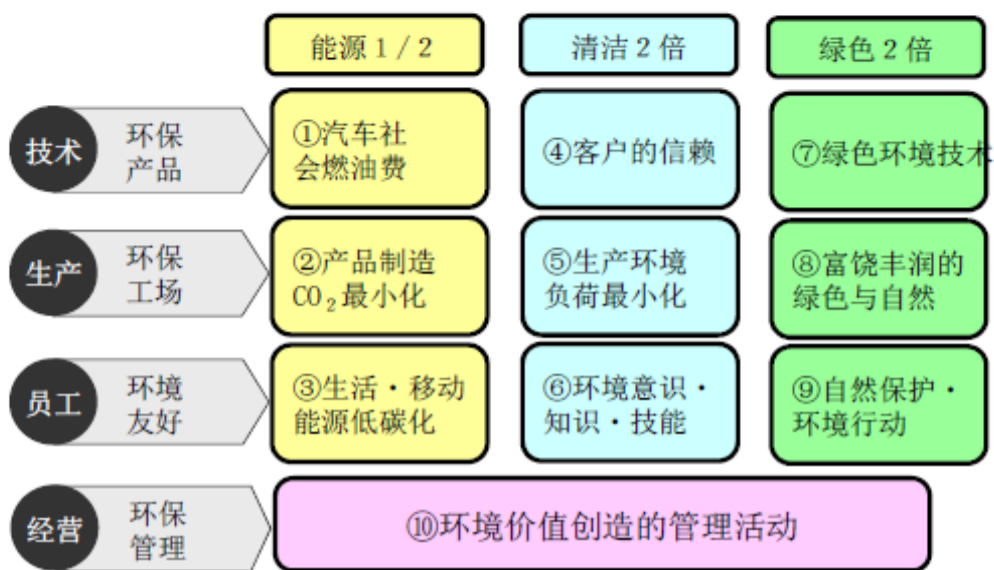 能源1/2
清洁2倍
绿色2倍
技术
环保
产品
①汽车社
会燃油费
④客户的信赖
⑦绿色环境技术
生产
环保
工场
②产品制造
CO₂最小化
⑤生产环境
负荷最小化
⑧富饶丰润的
绿色与自然
员工
环境
友好
③生活・移动
能源低碳化
⑥环境意识・
知识・技能
⑨自然保护・
环境行动
经营
环保
管理
⑩环境价值创造的管理活动